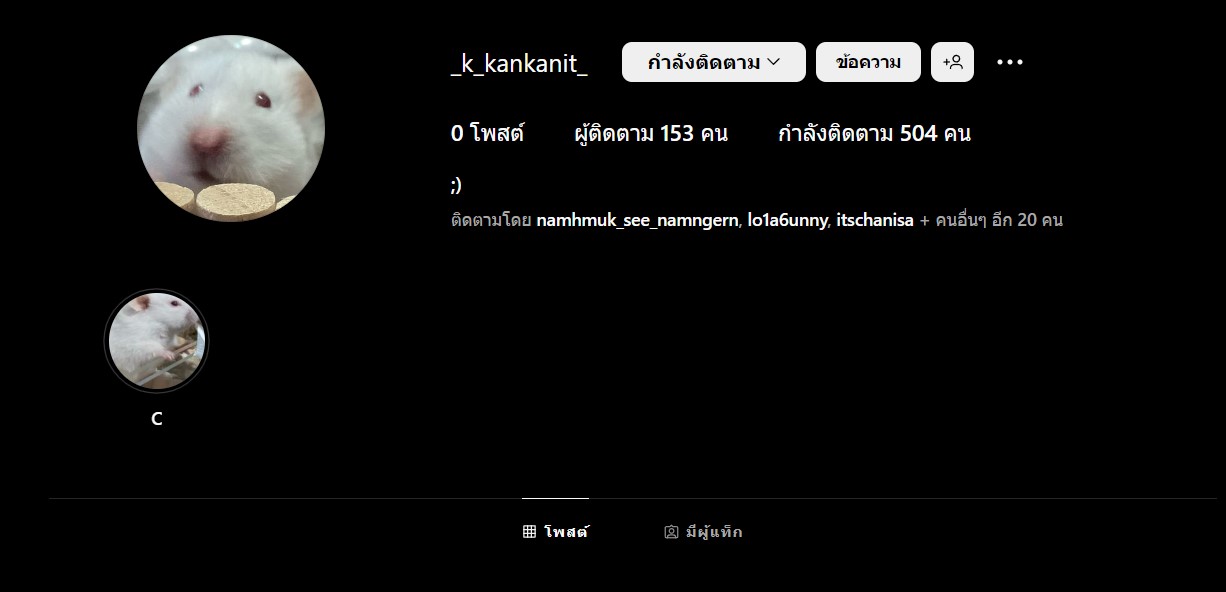 _k_kankanit_ กำลังติดตาม ข้อความ
0 โพสต์ ผู้ติดตาม 153 คน กำลังติดตาม 504 คน
;)
ติดตามโดย namhmuk_see_namngern, lo1a6unny, itschanisa + คนอื่นๆ อีก 20 คน
C
โพสต์ มีผู้แท็ก